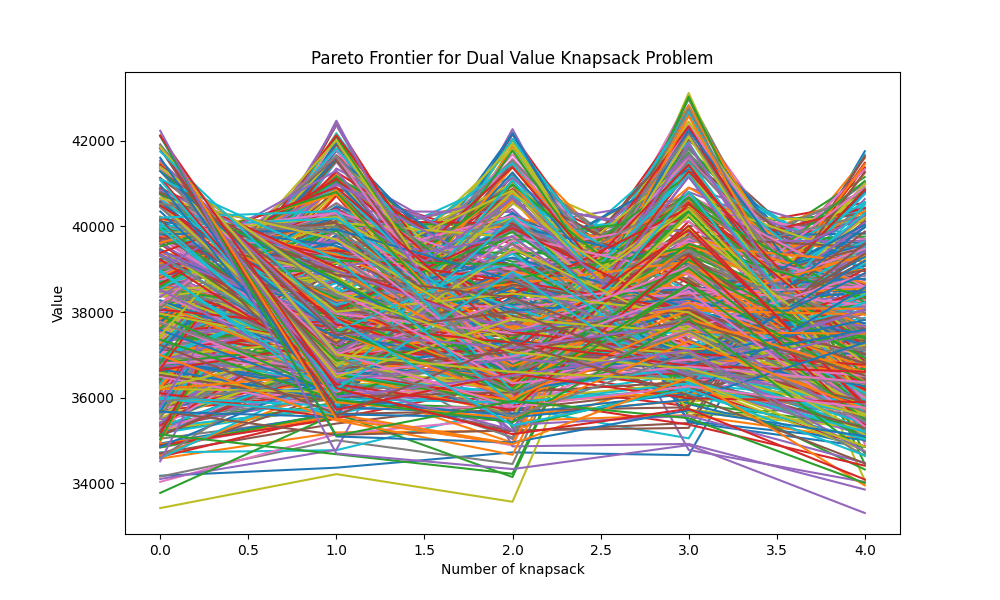 Pareto Frontier for Dual Value Knapsack Problem
42000
40000
38000
36000
34000
Value
0.0 0.5 1.0 1.5 2.0 2.5 3.0 3.5 4.0
Number of knapsack